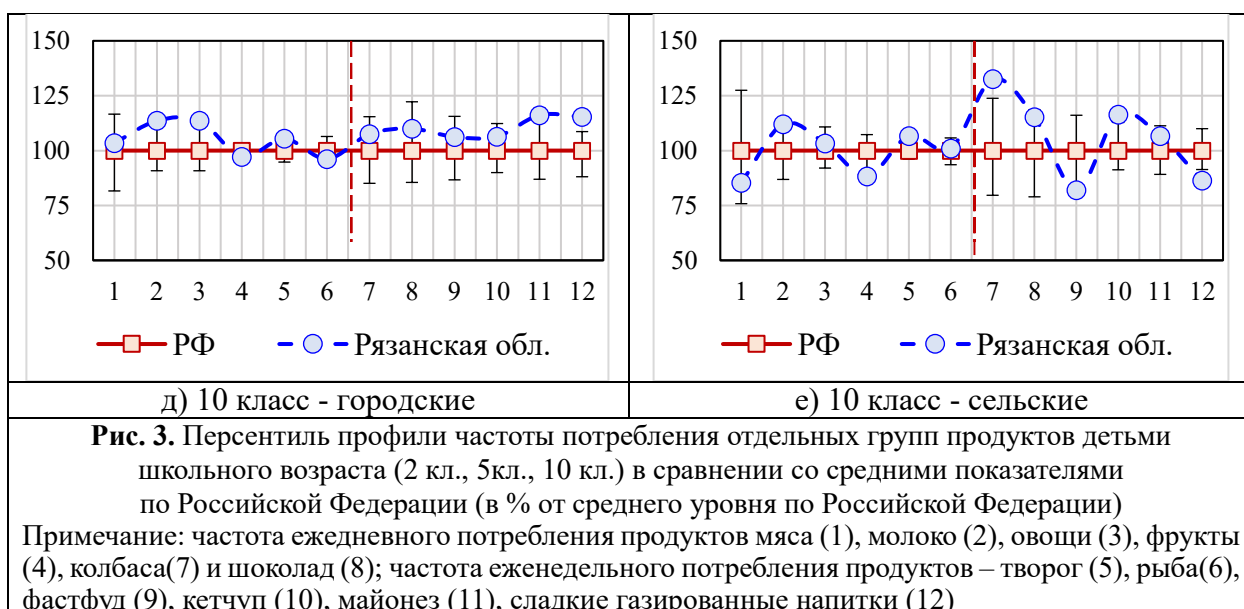 150
125
100
75
50
1 2 3 4 5 6 7 8 9 10 11 12
РФ Рязанская обл.
150
125
100
75
50
1 2 3 4 5 6 7 8 9 10 11 12
РФ Рязанская обл.
д) 10 класс - городские
е) 10 класс - сельские
Рис. 3. Персентиль профили частоты потребления отдельных групп продуктов детьми
школьного возраста (2 кл., 5кл., 10 кл.) в сравнении со средними показателями
по Российской Федерации (в % от среднего уровня по Российской Федерации)
Примечание: частота ежедневного потребления продуктов мяса (1), молоко (2), овощи (3), фрукты
(4), колбаса(7) и шоколад (8); частота еженедельного потребления продуктов – творог (5), рыба(6),
фастфуд (9), кетчуп (10), майонез (11), сладкие газированные напитки (12)